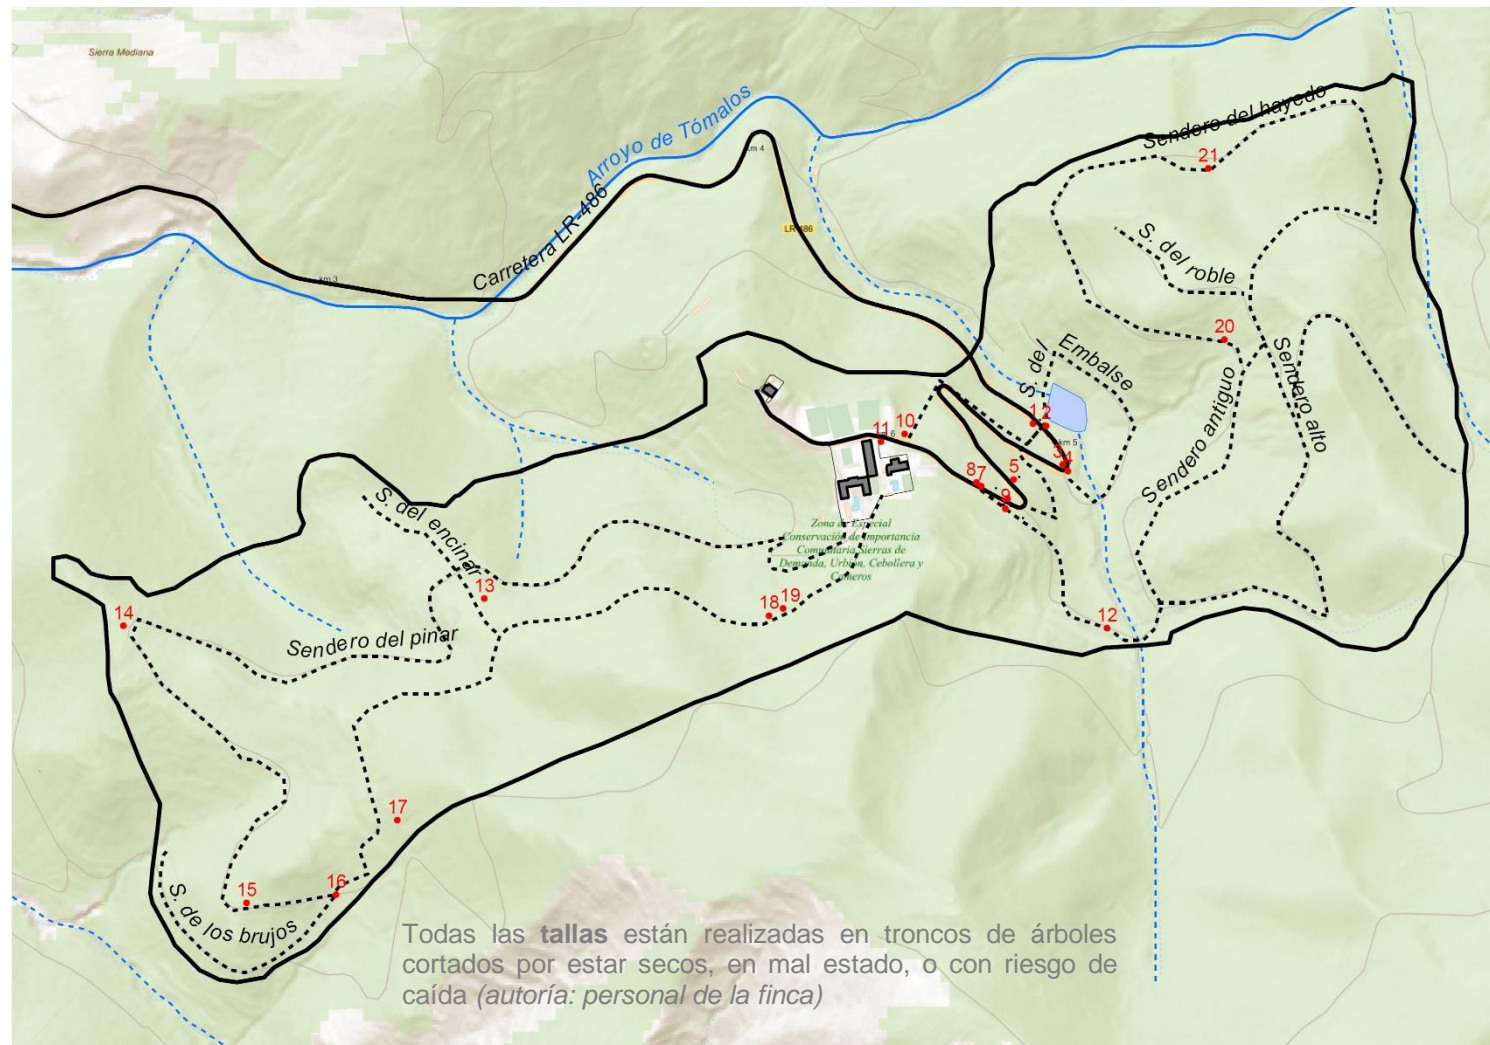 Sierra Mediana
Sendero del hayedo
Arroyo de Tómalos
km 4
21
Carretera LR-486
LR-486
S. del roble
km 3
20
S. del
Embalse
Sendero alto
Sendero antiguo
1 2
11
km 6
10
km 5
3 4
8 7
5
9
S. del encinar
Zona de Especial
Conservación de Importancia
Comunitaria Sierras de
Demanda, Urbión, Cebollera y
Cameros
13
14
18 19
12
Sendero del pinar
17
15
16
S. de los brujos
Todas las tallas están realizadas en troncos de árboles
cortados por estar secos, en mal estado, o con riesgo de
caída (autoría: personal de la finca)